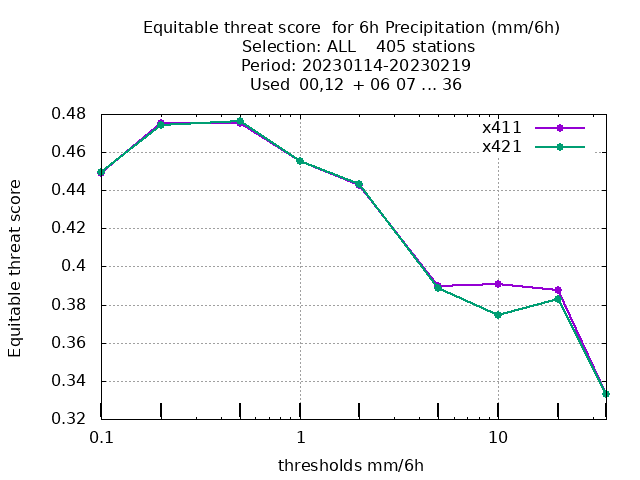 Equitable threat score  for 6h Precipitation (mm/6h)
Selection: ALL    405 stations
Period: 20230114-20230219
Used  00,12  + 06 07 ... 36
x411
x421
0.48
0.46
0.44
0.42
0.4
0.38
0.36
0.34
0.32
Equitable threat score
0.1
1
10
thresholds mm/6h